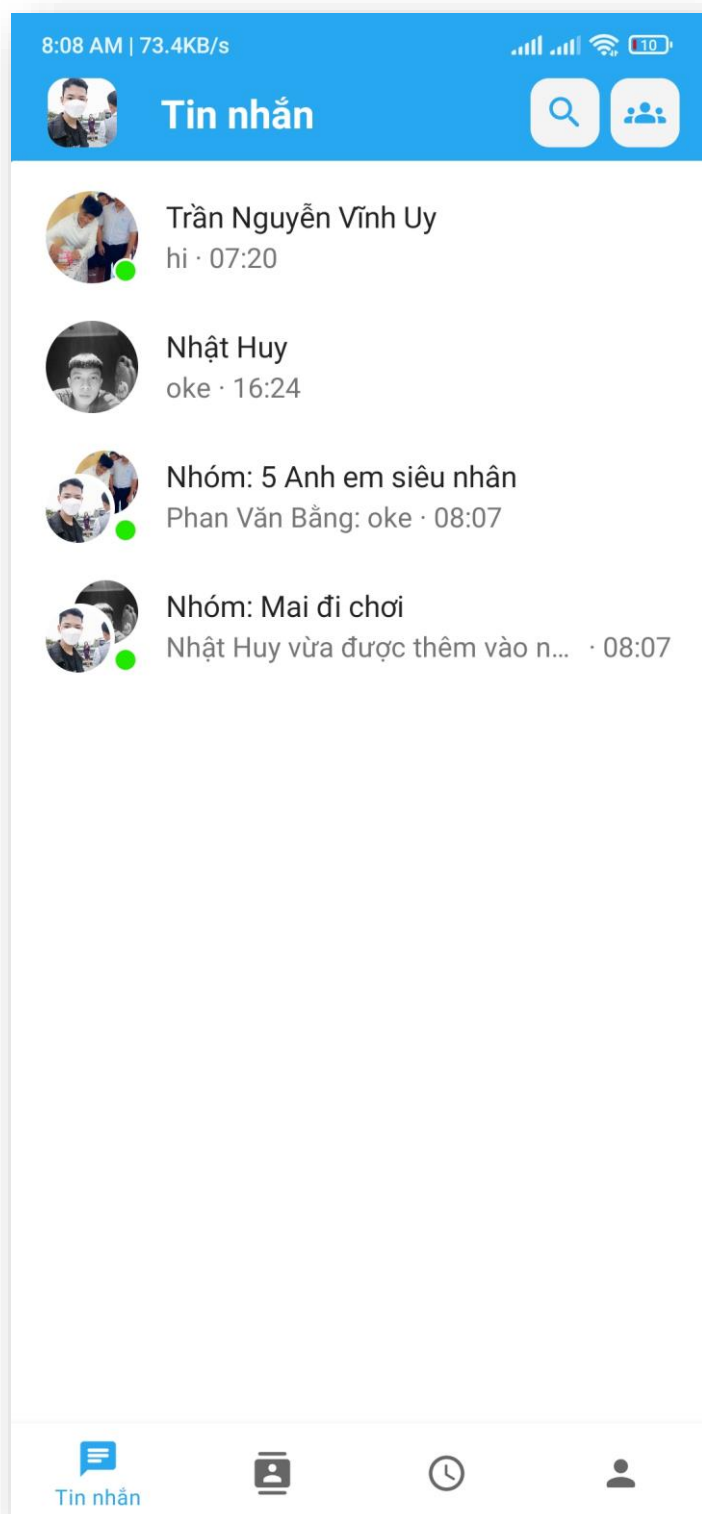 8:08 AM | 73.4KB/s 10
Tin nhắn
Trần Nguyễn Vĩnh Uy
hi · 07:20
Nhật Huy
oke · 16:24
Nhóm: 5 Anh em siêu nhân
Phan Văn Bằng: oke · 08:07
Nhóm: Mai đi chơi
Nhật Huy vừa được thêm vào n... · 08:07
Tin nhắn